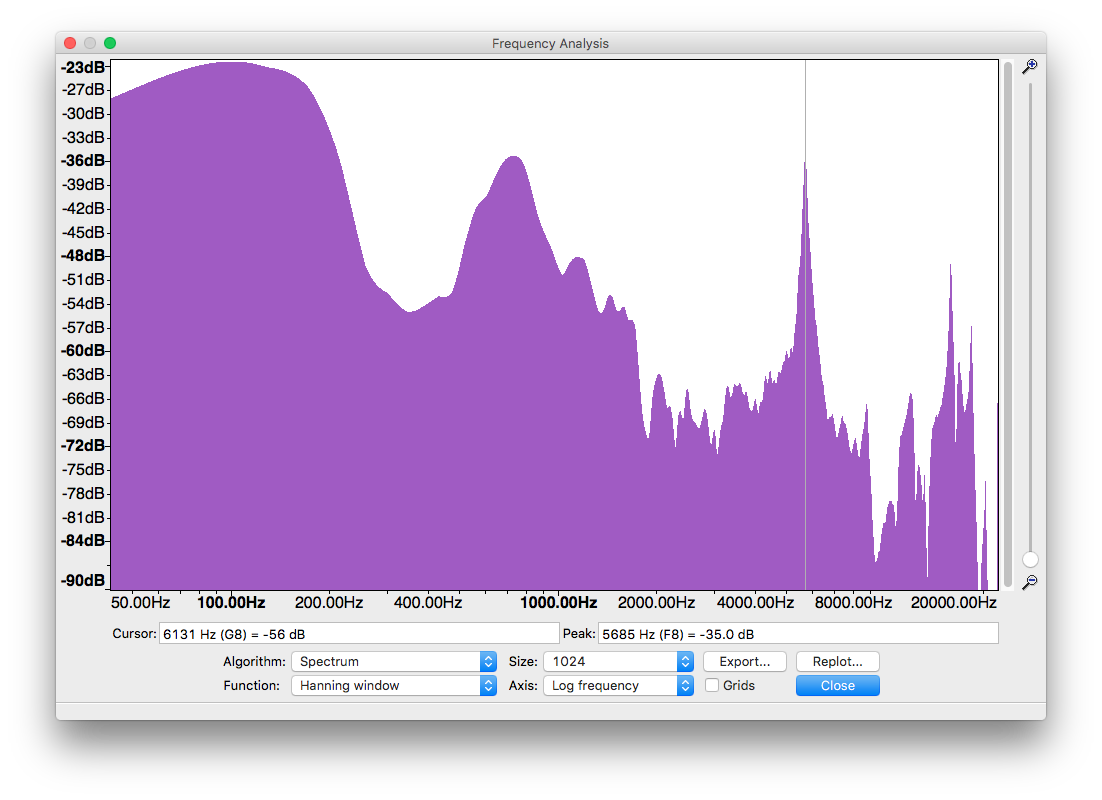 Frequency Analysis
-23dB
-27dB
-30dB
-33dB
-36dB
-39dB
-42dB
-45dB
-48dB
-51dB
-54dB
-57dB
-60dB
-63dB
-66dB
-69dB
-72dB
-75dB
-78dB
-81dB
-84dB
-90dB
50.00Hz 100.00Hz 200.00Hz 400.00Hz 1000.00Hz 2000.00Hz 4000.00Hz 8000.00Hz 20000.00Hz
Cursor: 6131 Hz (G8) = -56 dB Peak: 5685 Hz (F8) = -35.0 dB
Algorithm: Spectrum Size: 1024 Export... Replot...
Function: Hanning window Axis: Log frequency Grids Close